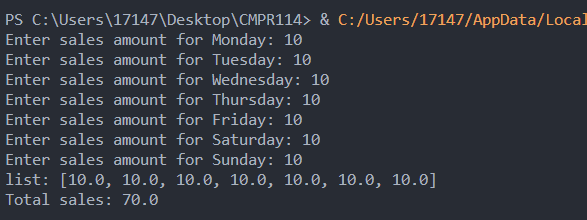 PS C:\Users\17147\Desktop\CMPR114> & C:/Users/17147/AppData/Local
Enter sales amount for Monday: 10
Enter sales amount for Tuesday: 10
Enter sales amount for Wednesday: 10
Enter sales amount for Thursday: 10
Enter sales amount for Friday: 10
Enter sales amount for Saturday: 10
Enter sales amount for Sunday: 10
list: [10.0, 10.0, 10.0, 10.0, 10.0, 10.0, 10.0]
Total sales: 70.0